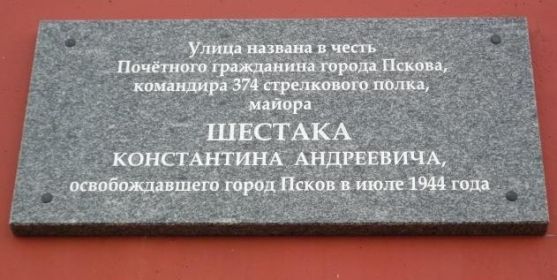 Улица названа в честь
Почётного гражданина города Пскова,
командира 374 стрелкового полка,
майора
ШЕСТАКА
КОНСТАНТИНА АНДРЕЕВИЧА,
освобождавшего город Псков в июле 1944 года